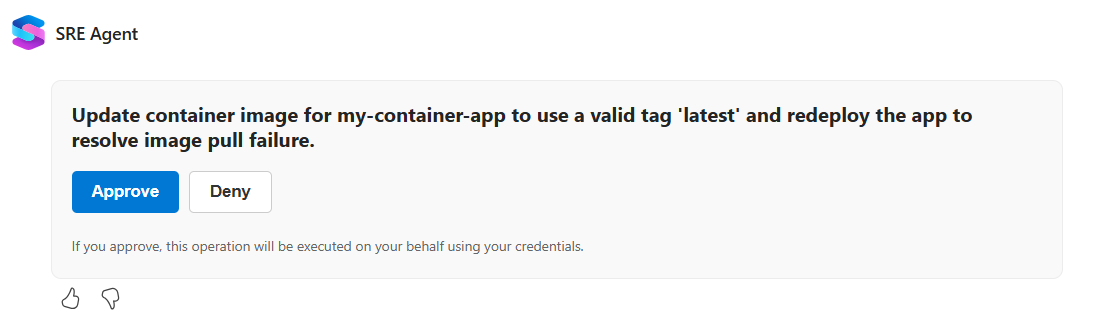 SRE Agent
Update container image for my-container-app to use a valid tag 'latest' and redeploy the app to
resolve image pull failure.
Approve Deny
If you approve, this operation will be executed on your behalf using your credentials.